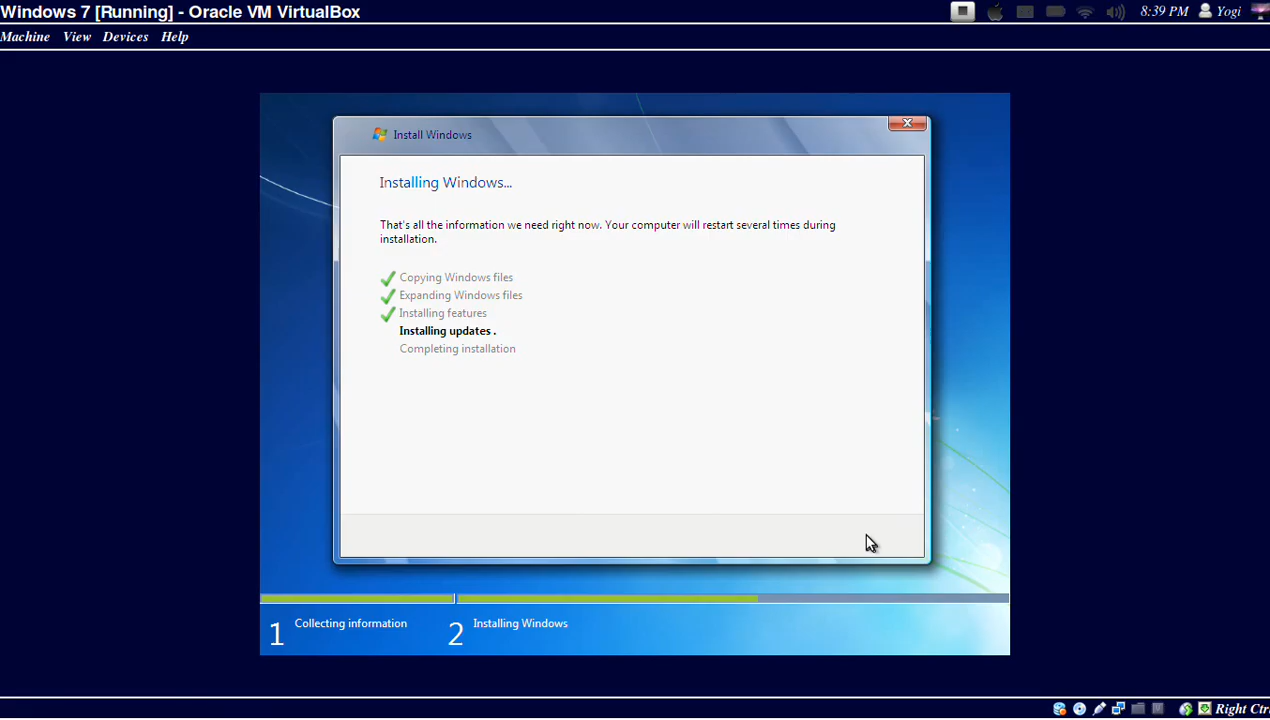 Windows 7 [Running] - Oracle VM VirtualBox
8:39 PM Yogi
Machine View Devices Help
Install Windows
Installing Windows...
That's all the information we need right now. Your computer will restart several times during
installation.
Copying Windows files
Expanding Windows files
Installing features
Installing updates .
Completing installation
1 Collecting information
2 Installing Windows
Right Ctrl